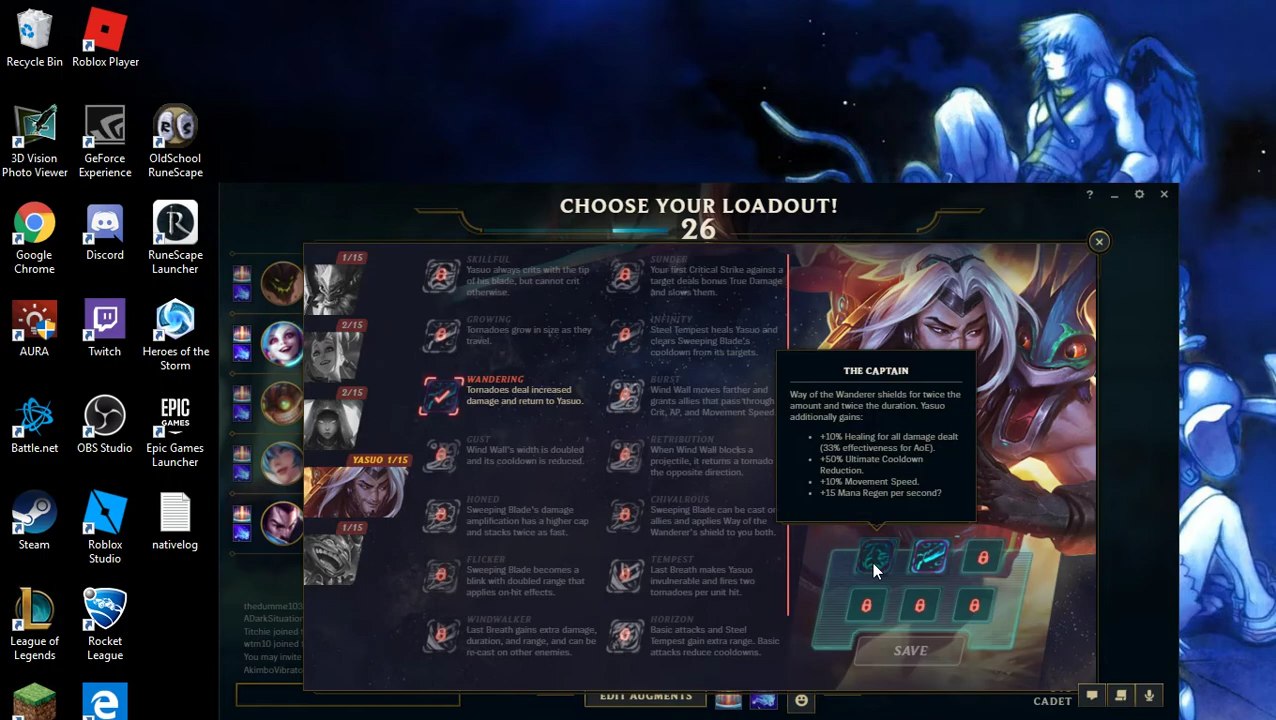 Recycle Bin
Roblox Player
3D Vision
Photo Viewer
GeForce
Experience
OldSchool
RuneScape
Google
Chrome
Discord
RuneScape
Launcher
AURA
Twitch
Heroes of the
Storm
Battle.net
OBS Studio
Epic Games
Launcher
Steam
Roblox
Studio
nativelog
League of
Legends
Rocket
League
CHOOSE YOUR LOADOUT!
26
1/15
2/15
2/15
YASUO 1/15
1/15
SKILLFUL
Yasuo always crits with the tip
of his blade, but cannot crit
otherwise.
GROWING
Tornadoes grow in size as they
travel.
WANDERING
Tornadoes deal increased
damage and return to Yasuo.
GUST
Wind Wall's width is doubled
and its cooldown is reduced.
HONED
Sweeping Blade's damage
amplification has a higher cap
and stacks twice as fast.
FLICKER
Sweeping Blade becomes a
blink with doubled range that
applies on-hit effects.
WINDWALKER
Last Breath gains extra damage,
duration, and range, and can be
re-cast on other enemies.
SUNDER
Your first Critical Strike against a
target deals bonus True Damage
and slows them.
INFINITY
Steel Tempest heals Yasuo and
clears Sweeping Blade's
cooldown from its targets.
BURST
Wind Wall moves farther and
grants allies that pass through
Crit, AP, and Movement Speed
RETRIBUTION
When Wind Wall blocks a
projectile, it returns a tornado
the opposite direction.
CHIVALROUS
Sweeping Blade can be cast on
allies and applies Way of the
Wanderer's shield to you both.
TEMPEST
Last Breath makes Yasuo
invulnerable and fires two
tornadoes per unit hit.
HORIZON
Basic attacks and Steel
Tempest gain extra range. Basic
attacks reduce cooldowns.
THE CAPTAIN
Way of the Wanderer shields for twice the
amount and twice the duration. Yasuo
additionally gains:
• +10% Healing for all damage dealt
(33% effectiveness for AoE).
• +50% Ultimate Cooldown
Reduction.
• +10% Movement Speed.
• +15 Mana Regen per second?
SAVE
thedumme103
ADarkSituation
Titchie joined
wtm10 joined
You may invite
AkimboVibrato
EDIT AUGMENTS
CADET